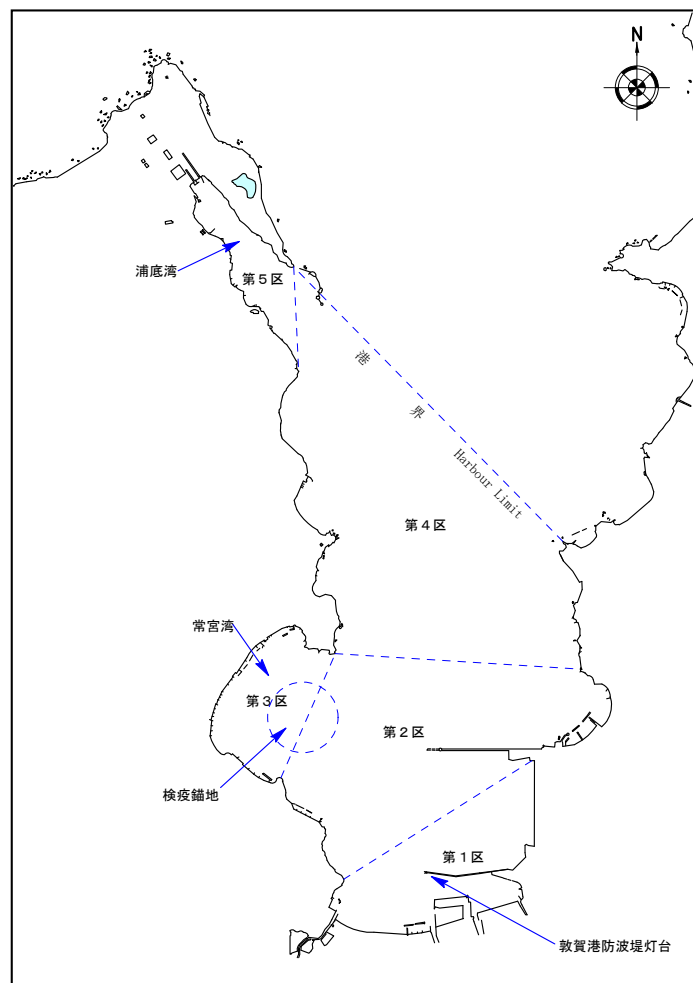 N
浦底湾
第５区
港界
Harbour Limit
第４区
常宮湾
第３区
第２区
検疫錨地
第１区
敦賀港防波堤灯台